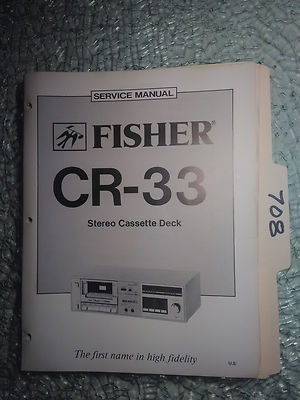 SERVICE MANUAL
FISHER®
CR-33
Stereo Cassette Deck
708
The first name in high fidelity